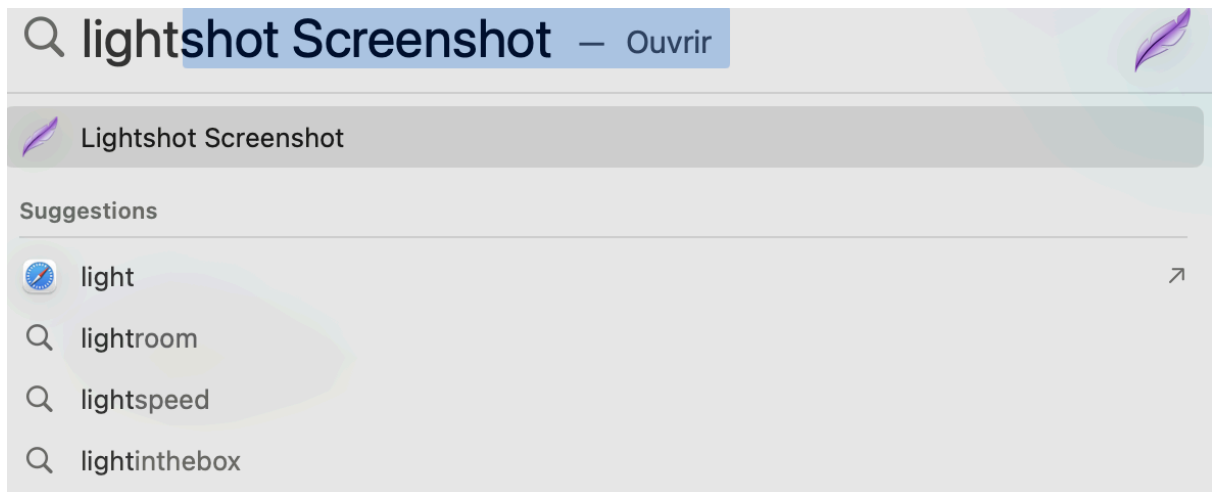 lightshot Screenshot — Ouvrir
Lightshot Screenshot
Suggestions
light
lightroom
lightspeed
lightinthebox